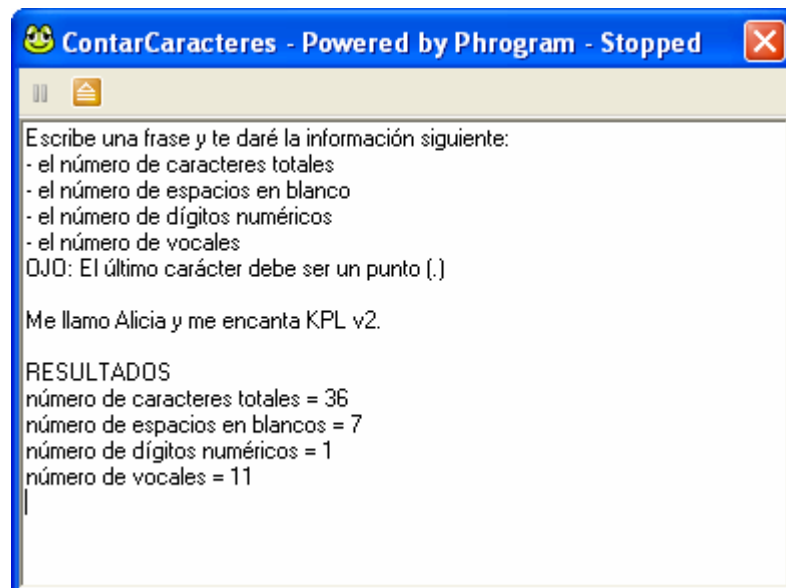 ContarCaracteres - Powered by Phrogram - Stopped
Escribe una frase y te daré la información siguiente:
- el número de caracteres totales
- el número de espacios en blanco
- el número de dígitos numéricos
- el número de vocales
OJO: El último carácter debe ser un punto (.)
Me llamo Alicia y me encanta KPL v2.
RESULTADOS
número de caracteres totales = 36
número de espacios en blancos = 7
número de dígitos numéricos = 1
número de vocales = 11